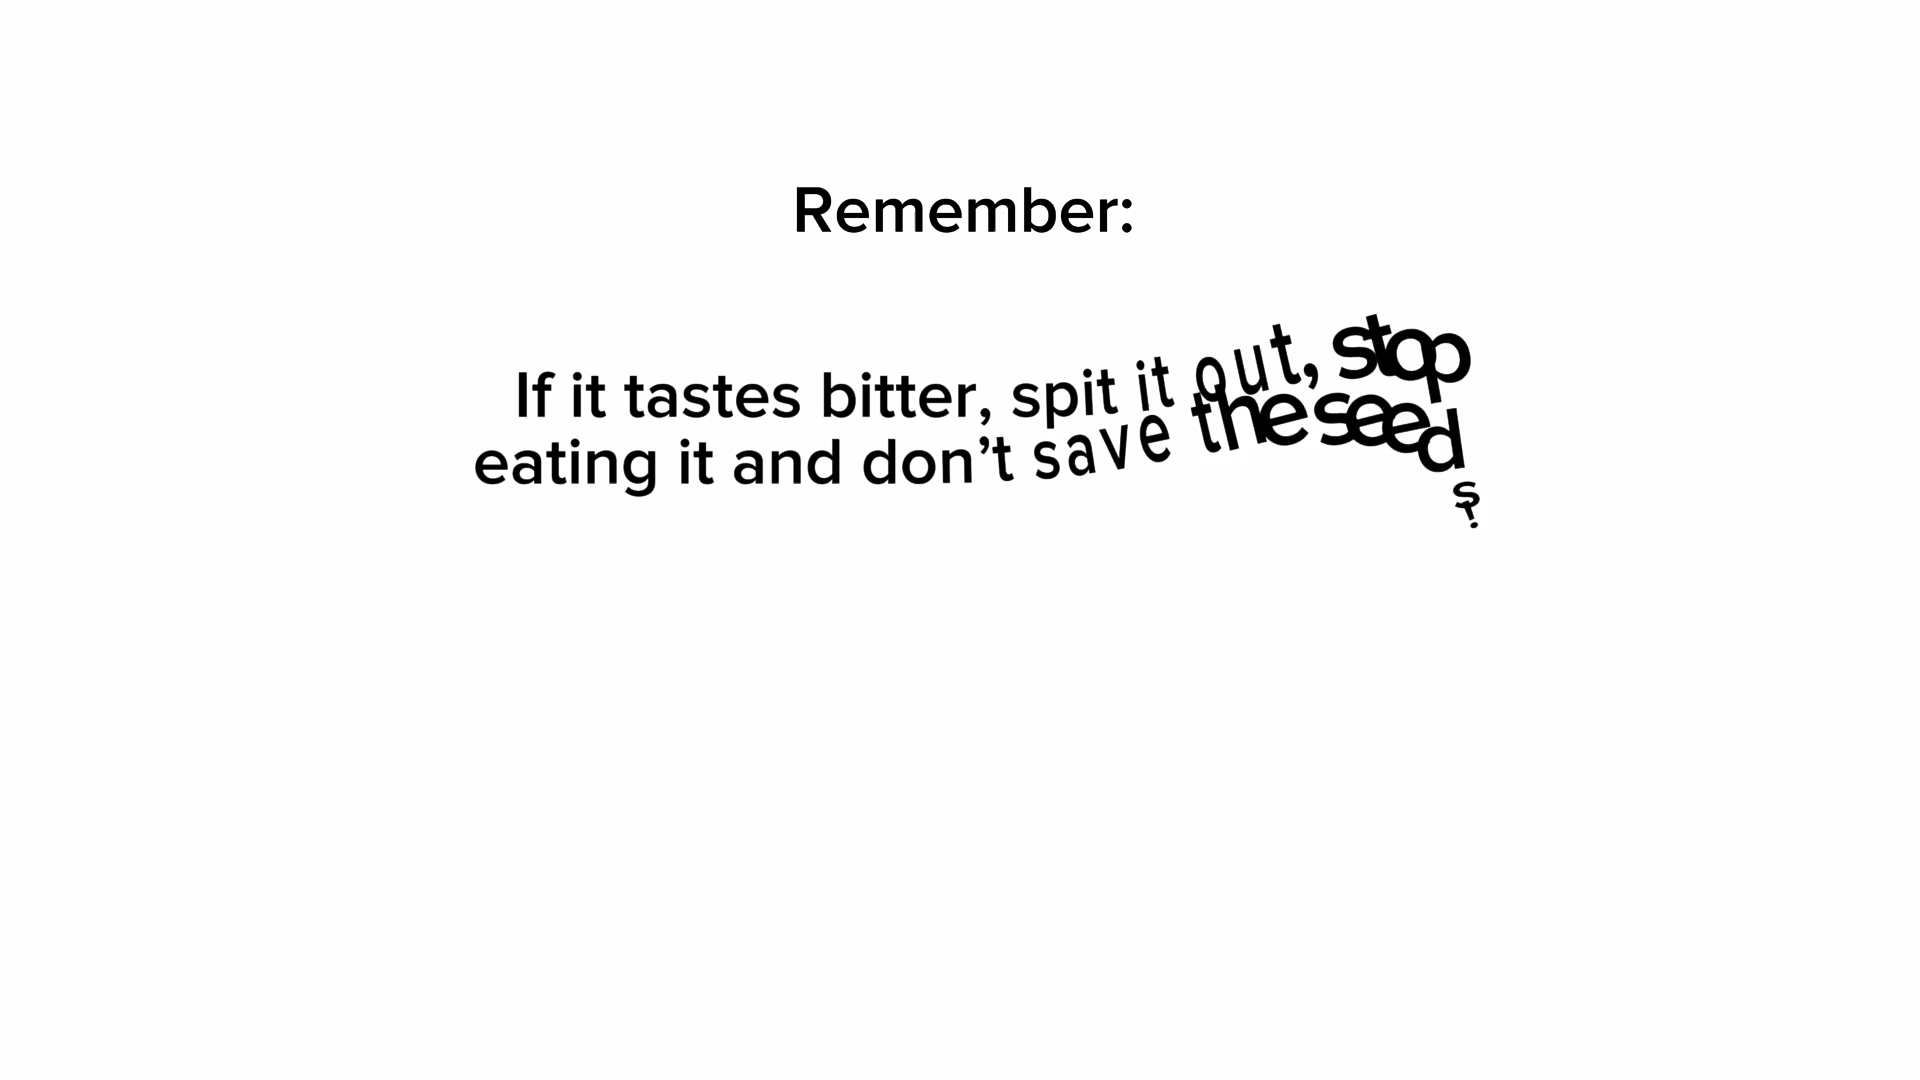 Remember:
If it tastes bitter, spit it out, stop
eating it and don’t save the seeds.